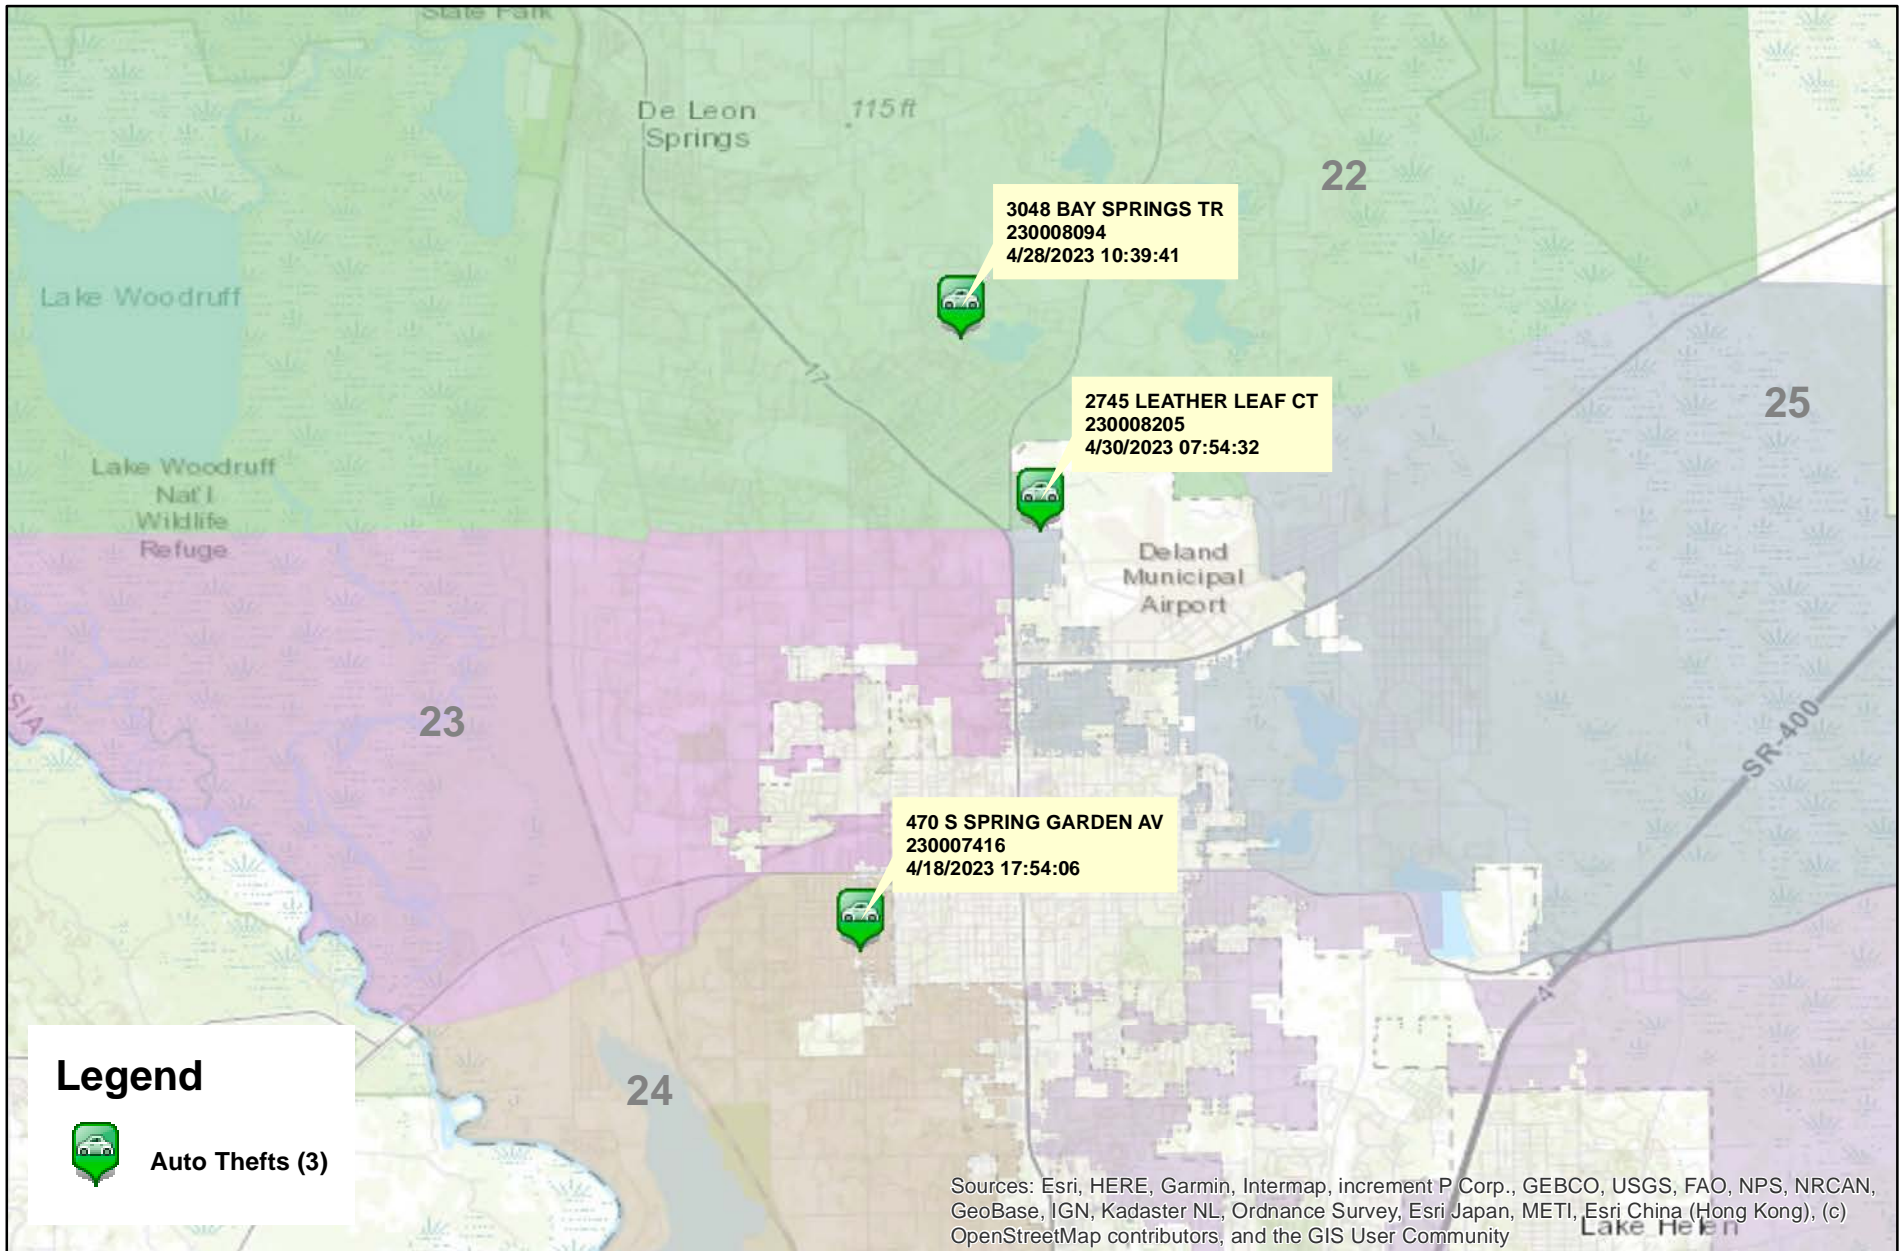 State Park
De Leon
Springs
115 ft
22
3048 BAY SPRINGS TR
230008094
4/28/2023 10:39:41
Lake Woodruff
17
2745 LEATHER LEAF CT
230008205
4/30/2023 07:54:32
25
Lake Woodruff
Nat'l
Wildlife
Refuge
Deland
Municipal
Airport
SIA
23
SR-400
470 S SPRING GARDEN AV
230007416
4/18/2023 17:54:06
4
24
Legend
Auto Thefts (3)
Sources: Esri, HERE, Garmin, Intermap, increment P Corp., GEBCO, USGS, FAO, NPS, NRCAN,
GeoBase, IGN, Kadaster NL, Ordnance Survey, Esri Japan, METI, Esri China (Hong Kong), (c)
OpenStreetMap contributors, and the GIS User Community
Lake Helen